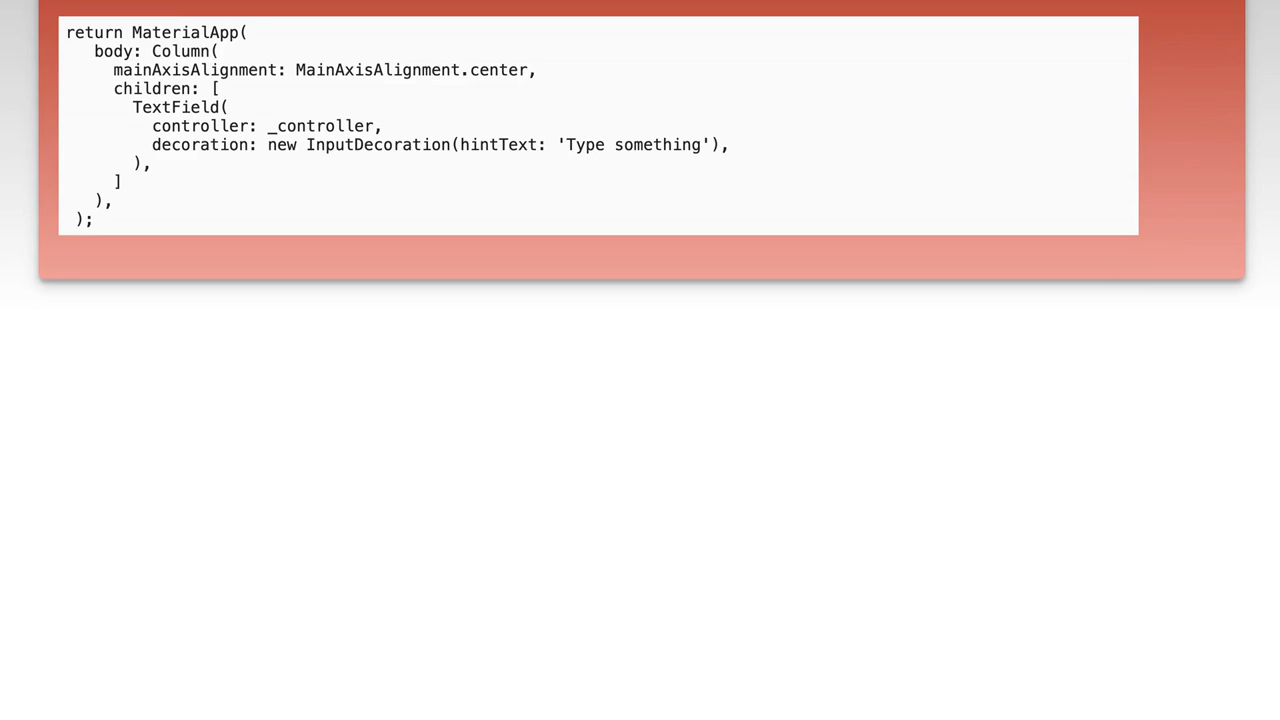 return MaterialApp(
   body: Column(
     mainAxisAlignment: MainAxisAlignment.center,
     children: [
       TextField(
         controller: _controller,
         decoration: new InputDecoration(hintText: 'Type something'),
       ),
     ]
   ),
 );